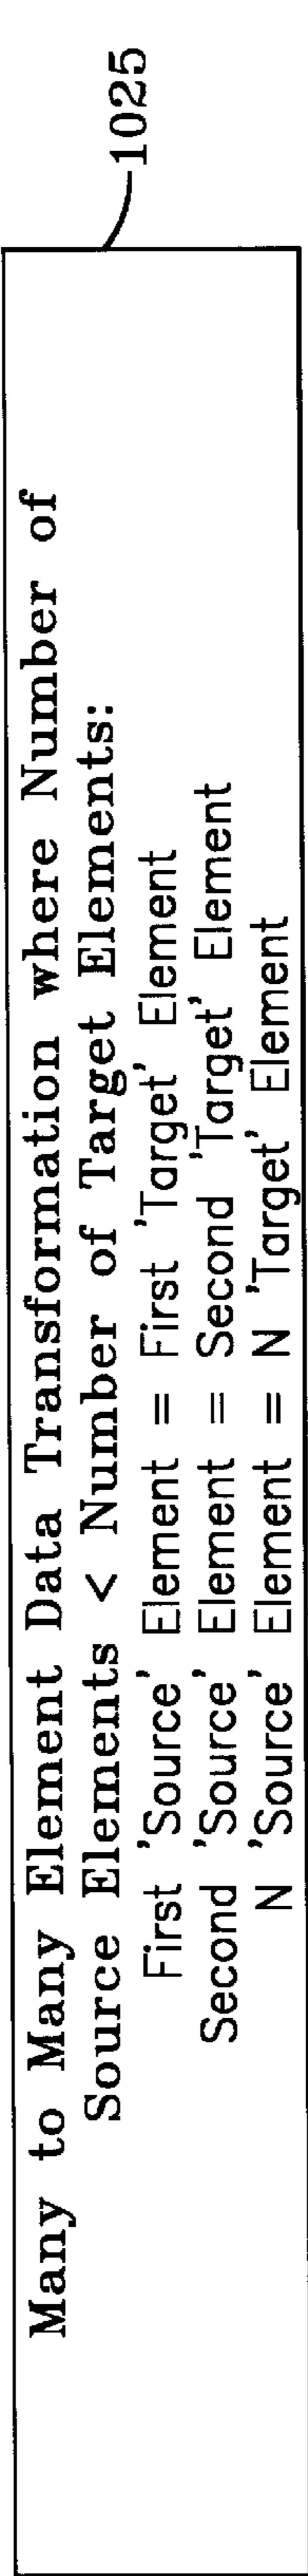 Many to Many Element Data Transformation where Number of
Source Elements < Number of Target Elements:
First 'Source' Element = First 'Target' Element
Second 'Source' Element = Second 'Target' Element
N 'Source' Element = N 'Target' Element
1025